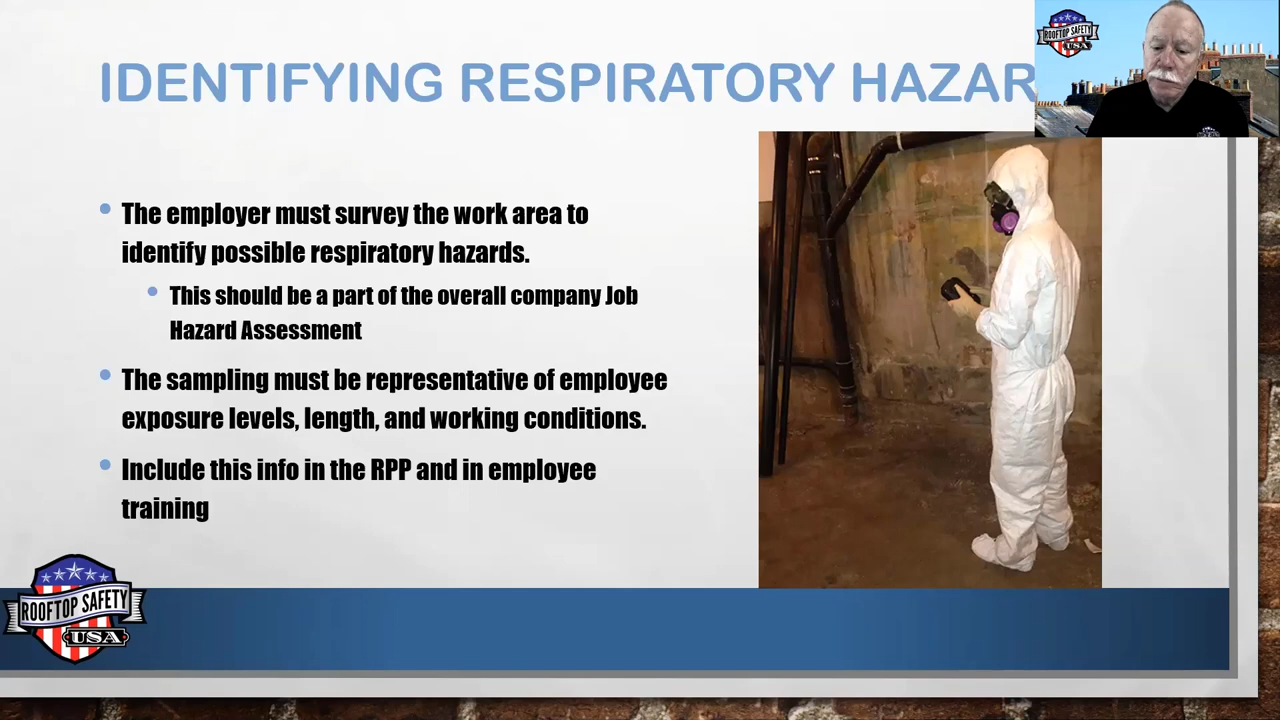 IDENTIFYING RESPIRATORY HAZAR
The employer must survey the work area to
identify possible respiratory hazards.
This should be a part of the overall company Job
Hazard Assessment
The sampling must be representative of employee
exposure levels, length, and working conditions.
Include this info in the RPP and in employee
training
ROOFTOP SAFETY
USA
ROOFTOP SAFETY
USA